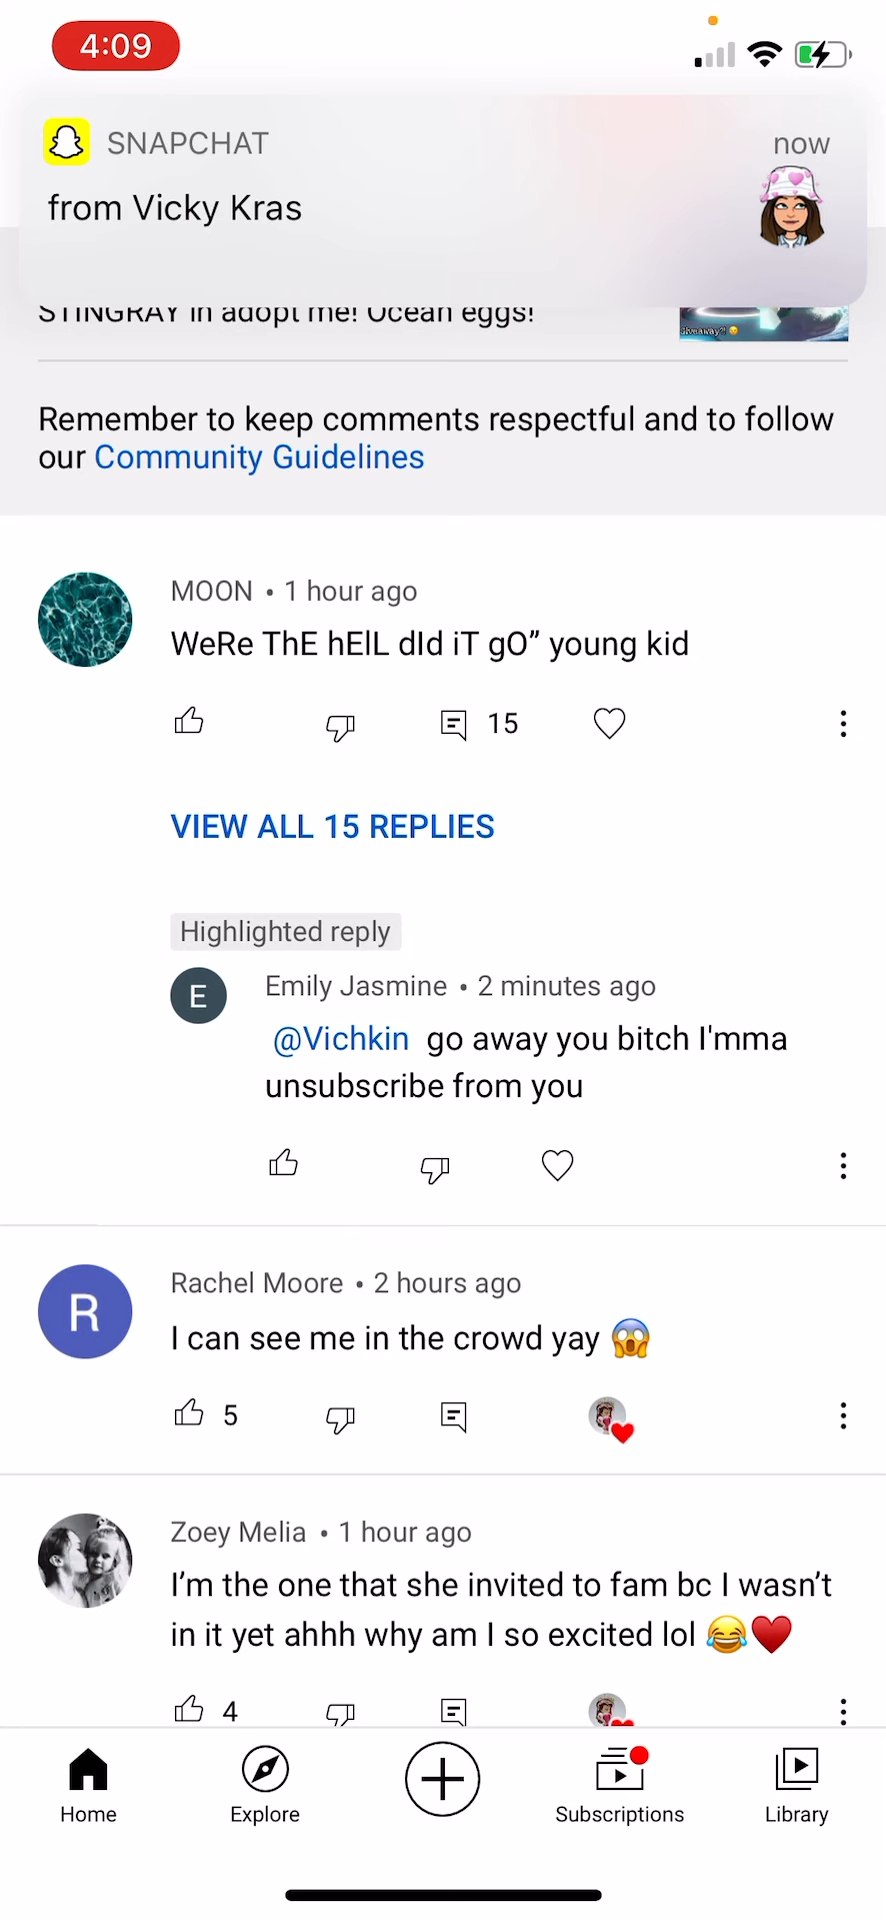 4:09
SNAPCHAT
now
from Vicky Kras
STINGRAY in adopt me! Ocean eggs!
Giveaway?!
Remember to keep comments respectful and to follow
our Community Guidelines
MOON • 1 hour ago
WeRe ThE hElL dId iT gO” young kid
15
VIEW ALL 15 REPLIES
Highlighted reply
E
Emily Jasmine • 2 minutes ago
@Vichkin go away you bitch I'mma
unsubscribe from you
R
Rachel Moore • 2 hours ago
I can see me in the crowd yay 😱
5
Zoey Melia • 1 hour ago
I’m the one that she invited to fam bc I wasn’t
in it yet ahhh why am I so excited lol 😂♥️
4
Home
Explore
Subscriptions
Library